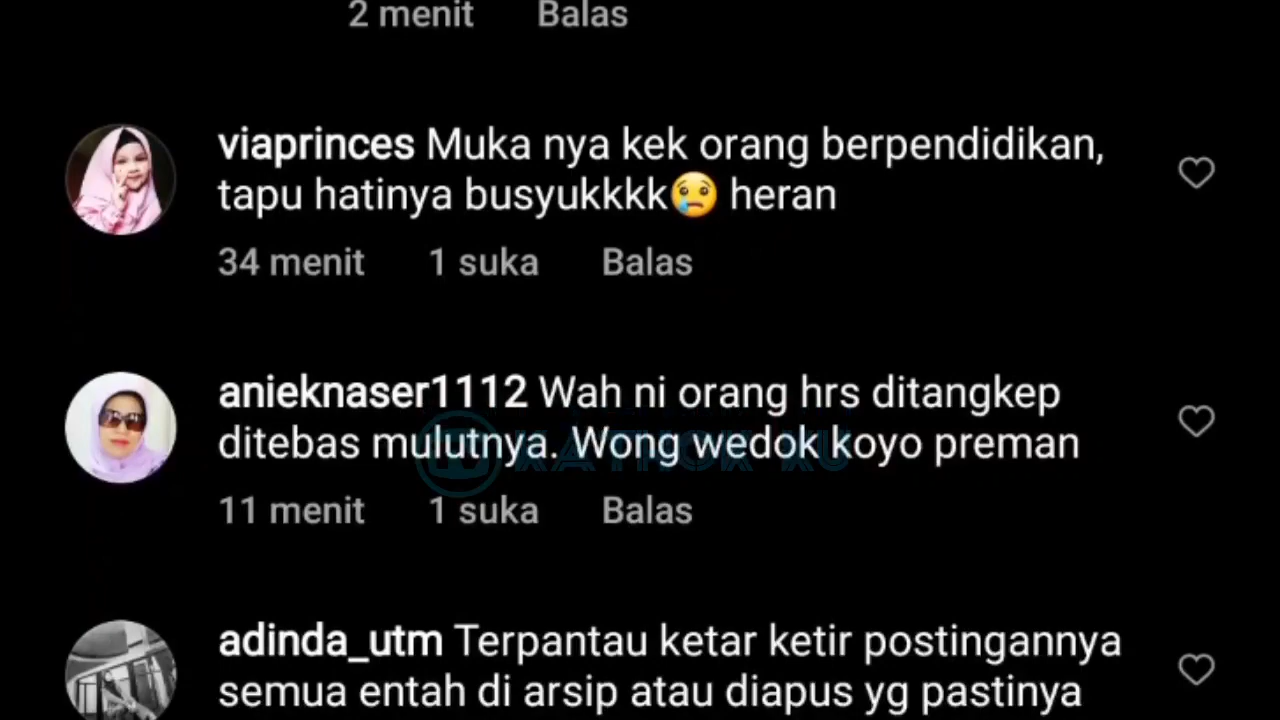 2 menit Balas
viaprinces Muka nya kek orang berpendidikan,
tapu hatinya busyukkkk😢 heran
34 menit 1 suka Balas
anieknaser1112 Wah ni orang hrs ditangkep
ditebas mulutnya. Wong wedok koyo preman
KATHOK KU
11 menit 1 suka Balas
adinda_utm Terpantau ketar ketir postingannya
semua entah di arsip atau diapus yg pastinya